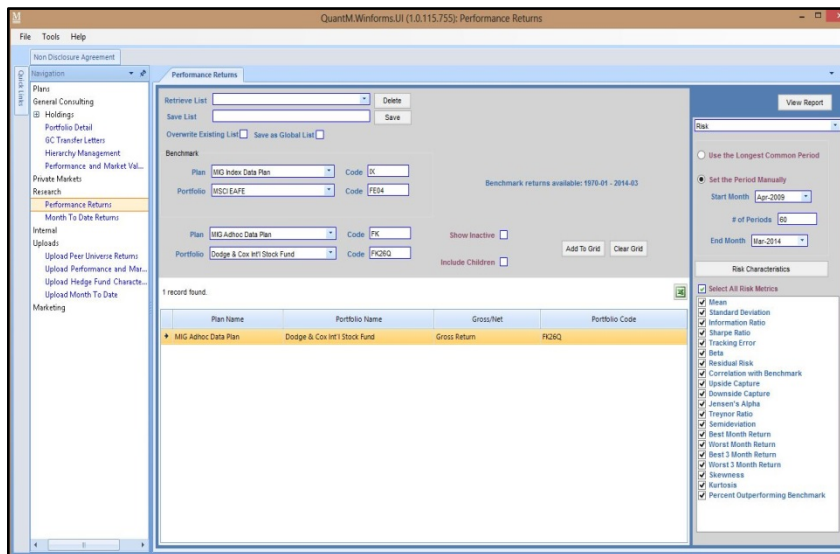 QuantM.Winforms.UI (1.0.115.755): Performance Returns
File Tools Help
Non Disclosure Agreement
Quick Links
Navigation
Plans
General Consulting
Holdings
Portfolio Detail
GC Transfer Letters
Hierarchy Management
Performance and Market Val...
Private Markets
Research
Performance Returns
Month To Date Returns
Internal
Uploads
Upload Peer Universe Returns
Upload Performance and Mar...
Upload Hedge Fund Characte...
Upload Month To Date
Marketing
Performance Returns
Retrieve List Delete
Save List Save
Overwrite Existing List Save as Global List
Benchmark
Plan MIG Index Data Plan Code IX
Portfolio MSCI EAFE Code FE04
Benchmark returns available: 1970-01 - 2014-03
Plan MIG Adhoc Data Plan Code FK Show Inactive
Portfolio Dodge & Cox Int'l Stock Fund Code FK26Q Include Children
Add To Grid Clear Grid
1 record found.
Plan Name Portfolio Name Gross/Net Portfolio Code
MIG Adhoc Data Plan Dodge & Cox Int'l Stock Fund Gross Return FK26Q
View Report
Risk
Use the Longest Common Period
Set the Period Manually
Start Month Apr-2009
# of Periods 60
End Month Mar-2014
Risk Characteristics
Select All Risk Metrics
Mean
Standard Deviation
Information Ratio
Sharpe Ratio
Tracking Error
Beta
Residual Risk
Correlation with Benchmark
Upside Capture
Downside Capture
Jensen's Alpha
Treynor Ratio
Semideviation
Best Month Return
Worst Month Return
Best 3 Month Return
Worst 3 Month Return
Skewness
Kurtosis
Percent Outperforming Benchmark